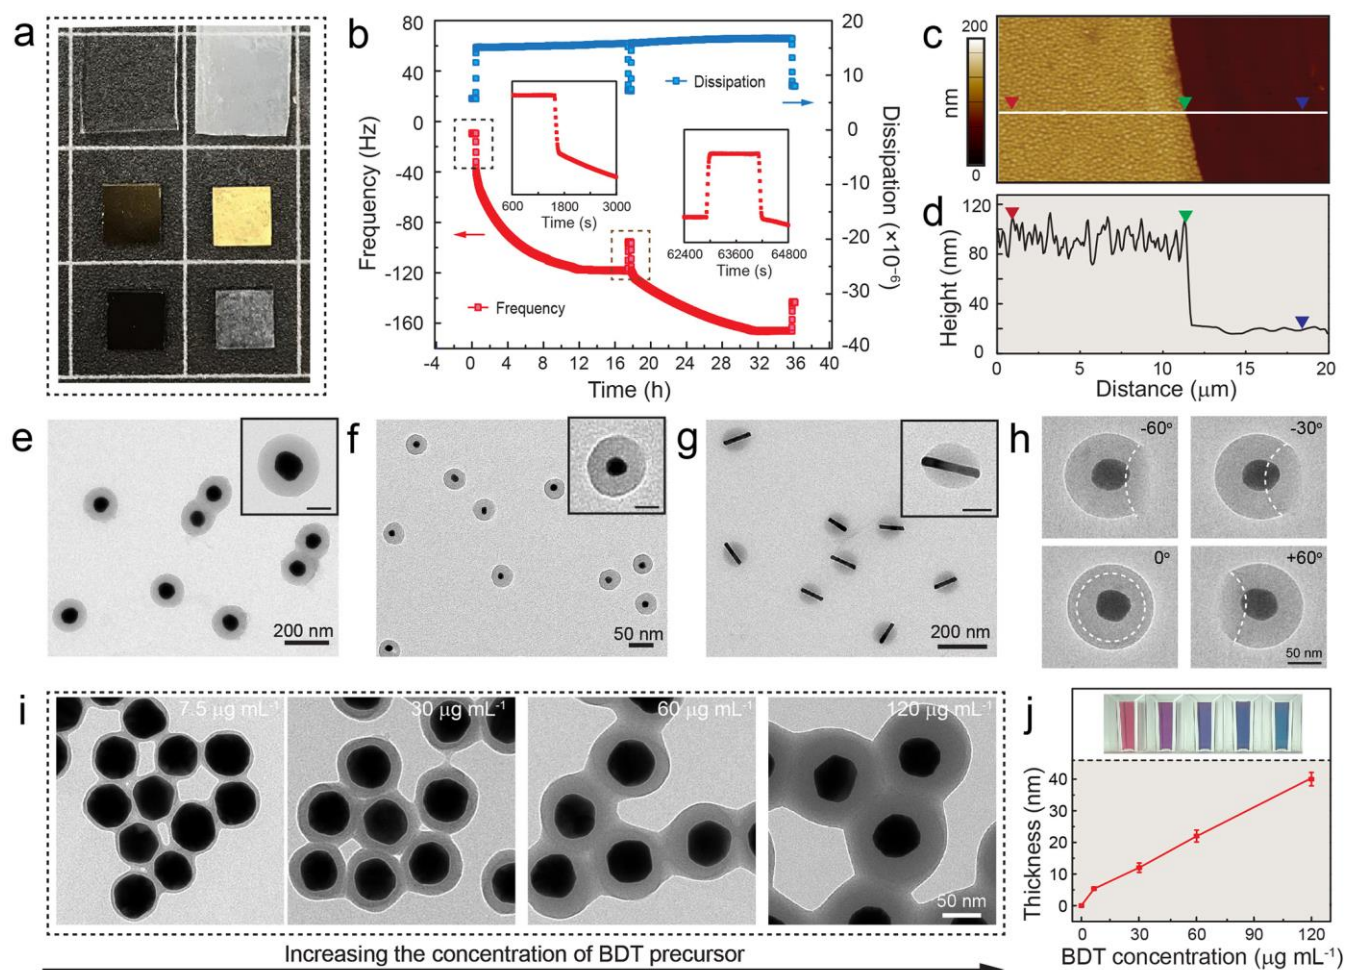 a
b
80
40
0
-40
-80
-120
-160
Frequency (Hz)
20
15
10
5
0
-10
-20
-30
-40
Dissipation (×10⁻⁶)
Dissipation
Frequency
600 1800 3000
Time (s)
62400 63600 64800
Time (s)
-4 0 4 8 12 16 20 24 28 32 36 40
Time (h)
c
200
nm
0
d
120
80
40
0
Height (nm)
0 5 10 15 20
Distance (μm)
e
200 nm
f
50 nm
g
200 nm
h
-60°
-30°
0°
+60°
50 nm
i
7.5 μg mL⁻¹
30 μg mL⁻¹
60 μg mL⁻¹
120 μg mL⁻¹
50 nm
Increasing the concentration of BDT precursor
j
40
30
20
10
0
Thickness (nm)
0 30 60 90 120
BDT concentration (μg mL⁻¹)